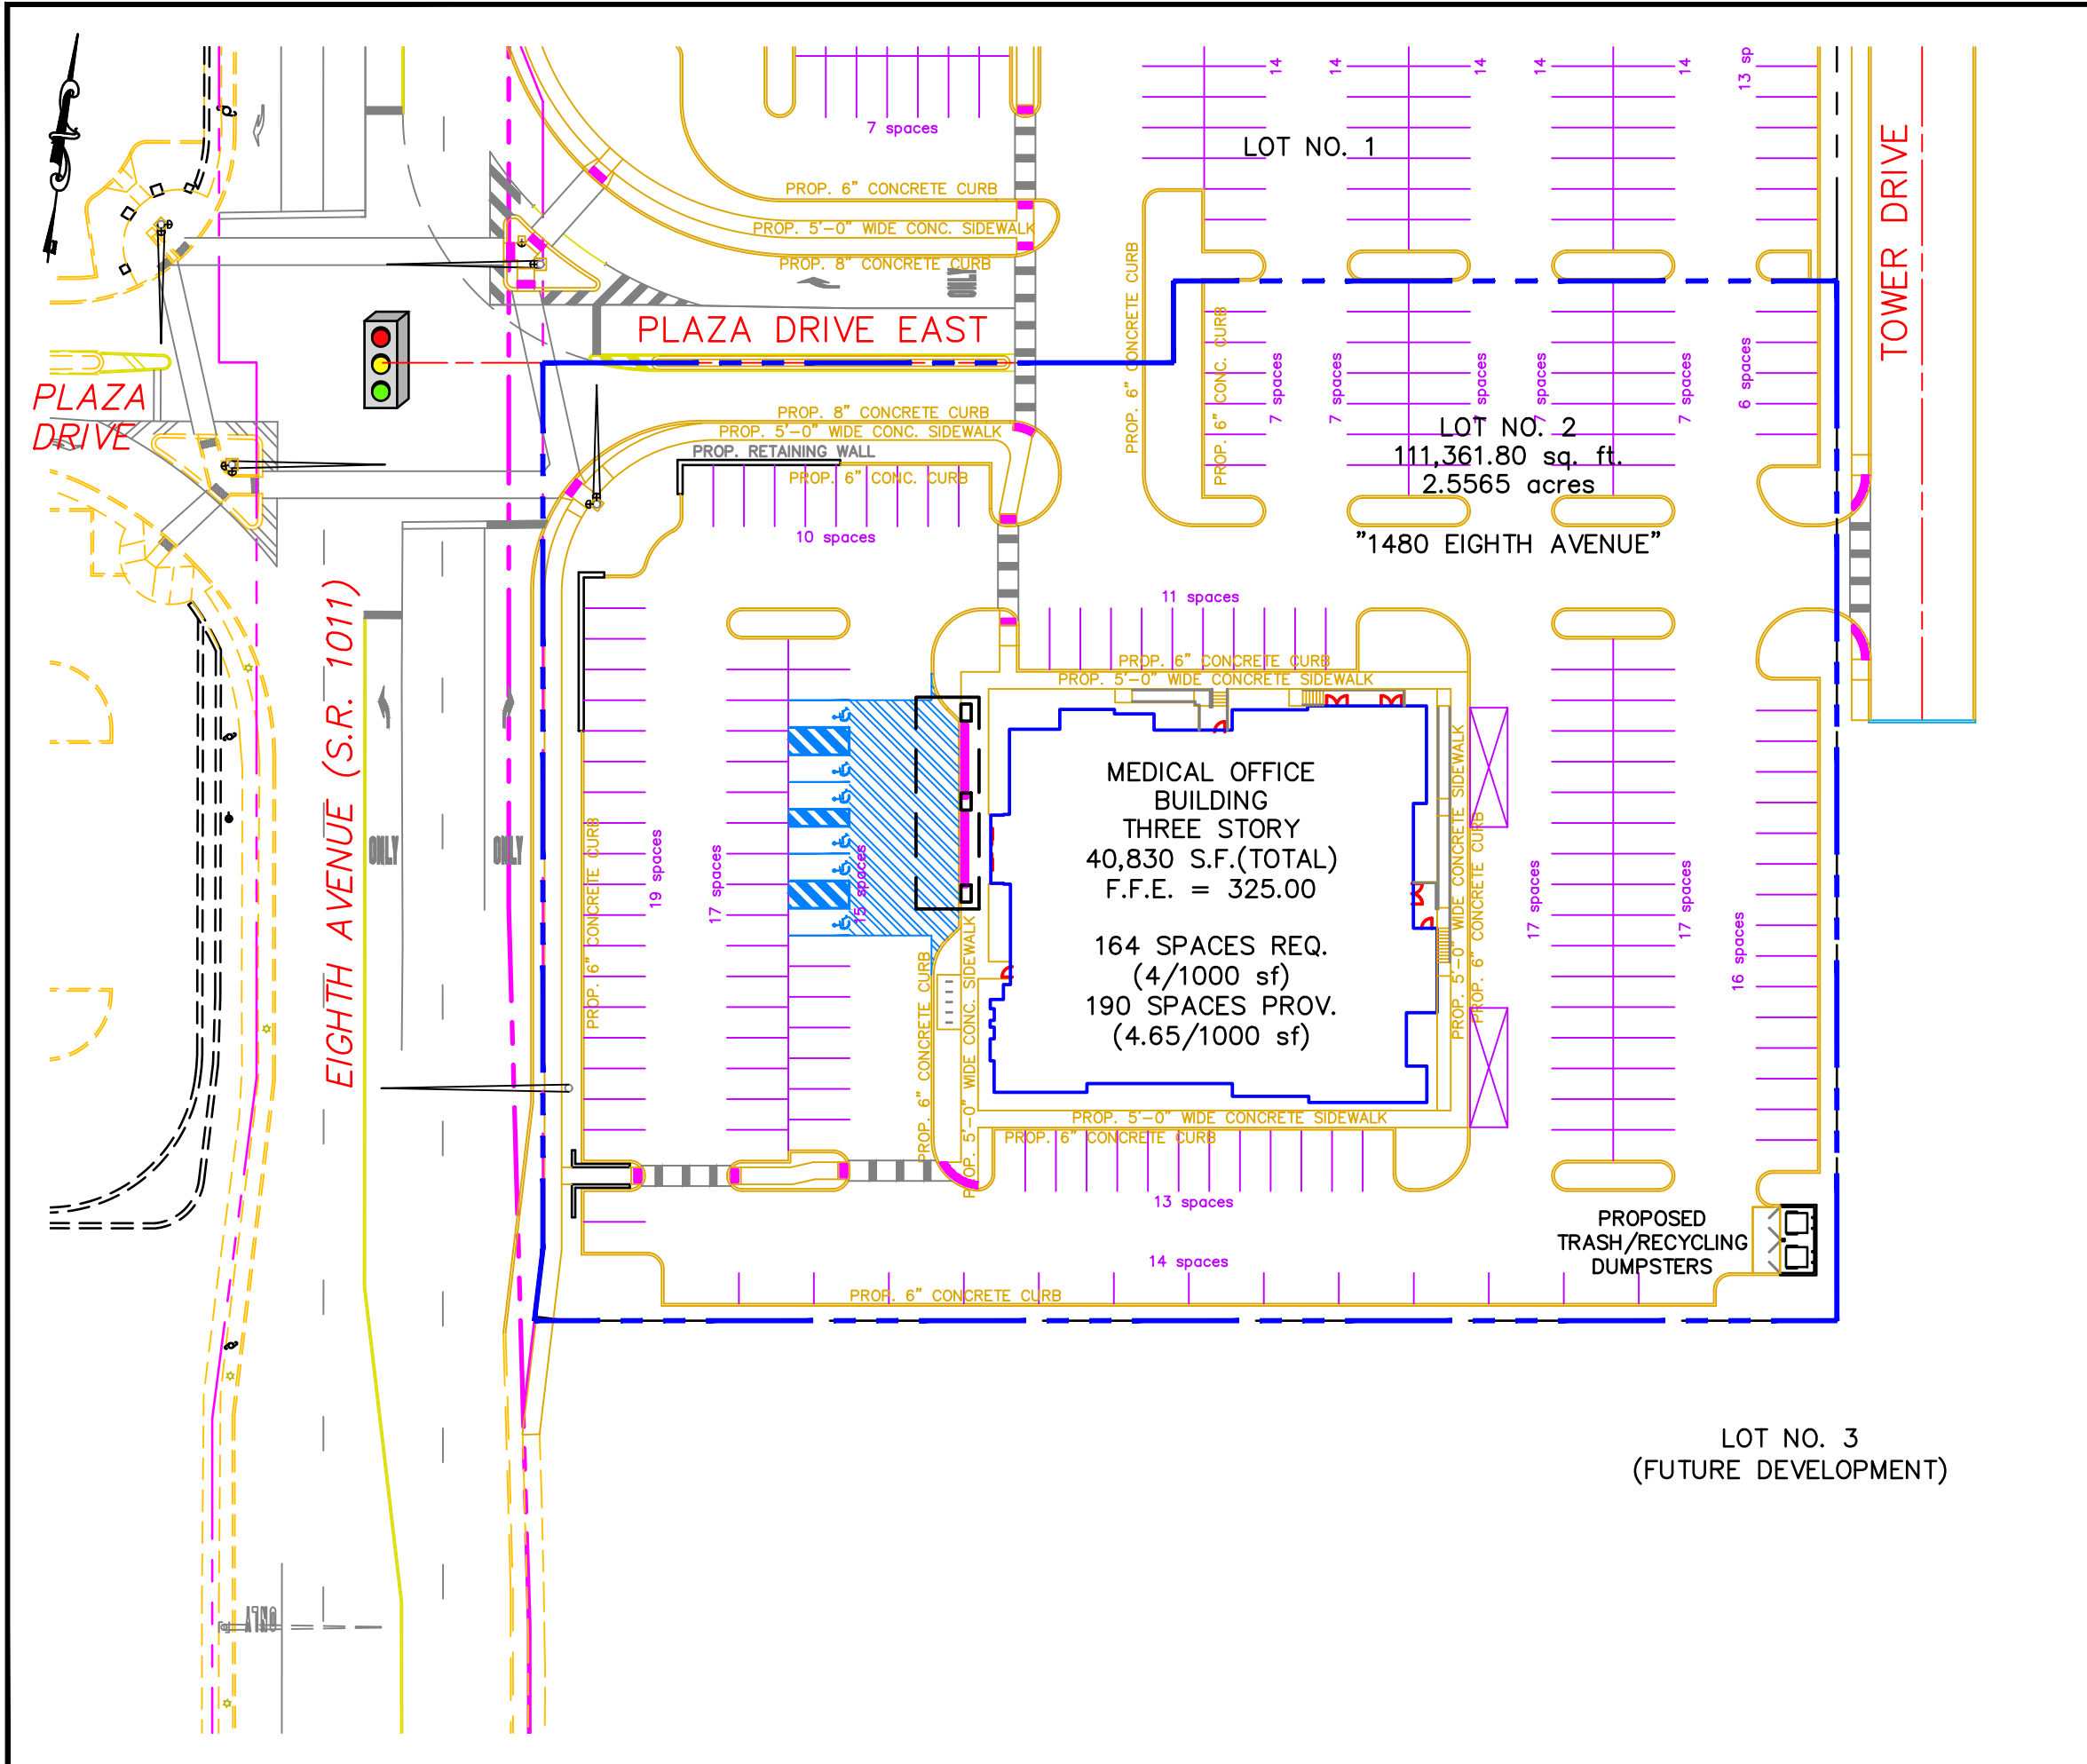 7 spaces
14
14
14
14
14
13 sp
LOT NO. 1
TOWER DRIVE
PROP. 6" CONCRETE CURB
PROP. 5'-0" WIDE CONC. SIDEWALK
PROP. 8" CONCRETE CURB
ONLY
PLAZA DRIVE EAST
PROP. 6" CONCRETE CURB
PROP. 6" CONC. CURB
7 spaces
7 spaces
7 spaces
7 spaces
7 spaces
6 spaces
PLAZA
DRIVE
PROP. 8" CONCRETE CURB
PROP. 5'-0" WIDE CONC. SIDEWALK
PROP. RETAINING WALL
PROP. 6" CONC. CURB
10 spaces
LOT NO. 2
111,361.80 sq. ft.
2.5565 acres
"1480 EIGHTH AVENUE"
11 spaces
PROP. 6" CONCRETE CURB
PROP. 5'-0" WIDE CONCRETE SIDEWALK
EIGHTH AVENUE (S.R. 1011)
ONLY
ONLY
PROP. 6" CONCRETE CURB
19 spaces
17 spaces
15 spaces
MEDICAL OFFICE
BUILDING
THREE STORY
40,830 S.F.(TOTAL)
F.F.E. = 325.00
164 SPACES REQ.
(4/1000 sf)
190 SPACES PROV.
(4.65/1000 sf)
PROP. 5'-0" WIDE CONCRETE SIDEWALK
PROP. 6" CONCRETE CURB
17 spaces
17 spaces
16 spaces
PROP. 6" CONCRETE CURB
PROP. 5'-0" WIDE CONC. SIDEWALK
PROP. 5'-0" WIDE CONCRETE SIDEWALK
PROP. 6" CONCRETE CURB
13 spaces
14 spaces
PROP. 6" CONCRETE CURB
PROPOSED
TRASH/RECYCLING
DUMPSTERS
LOT NO. 3
(FUTURE DEVELOPMENT)
ONLY